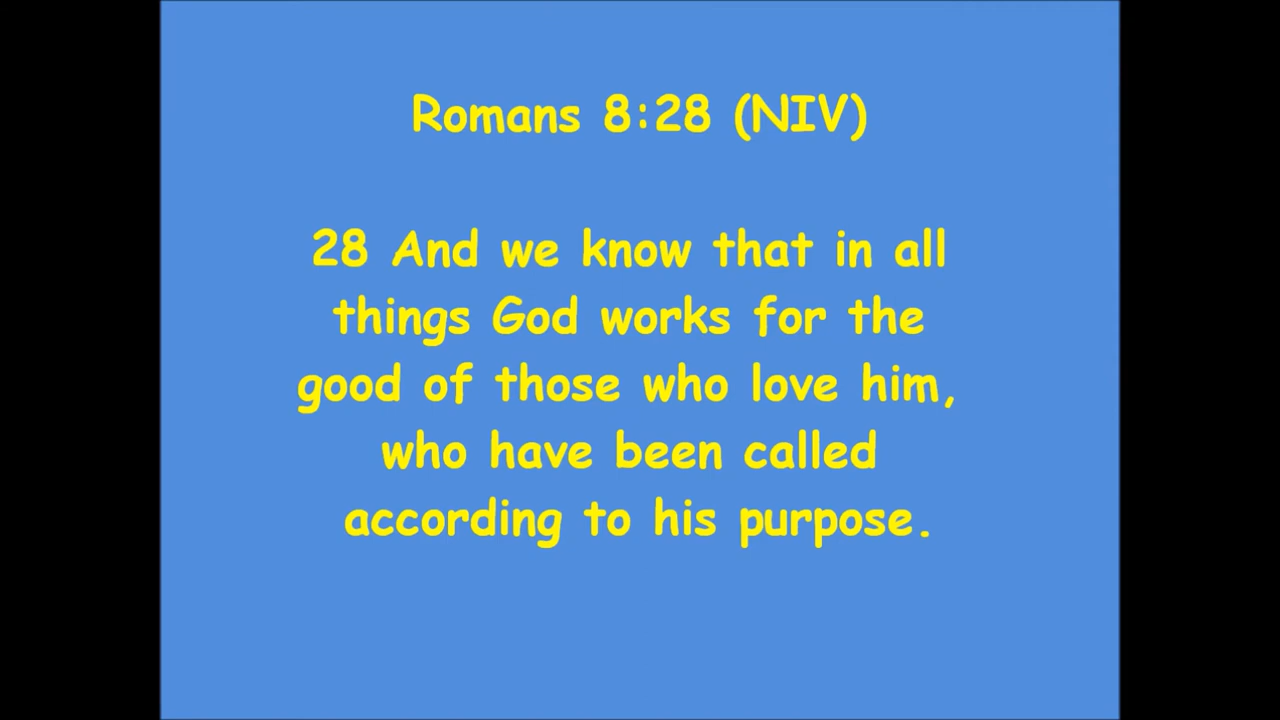 Romans 8:28 (NIV)
28 And we know that in all
things God works for the
good of those who love him,
who have been called
according to his purpose.